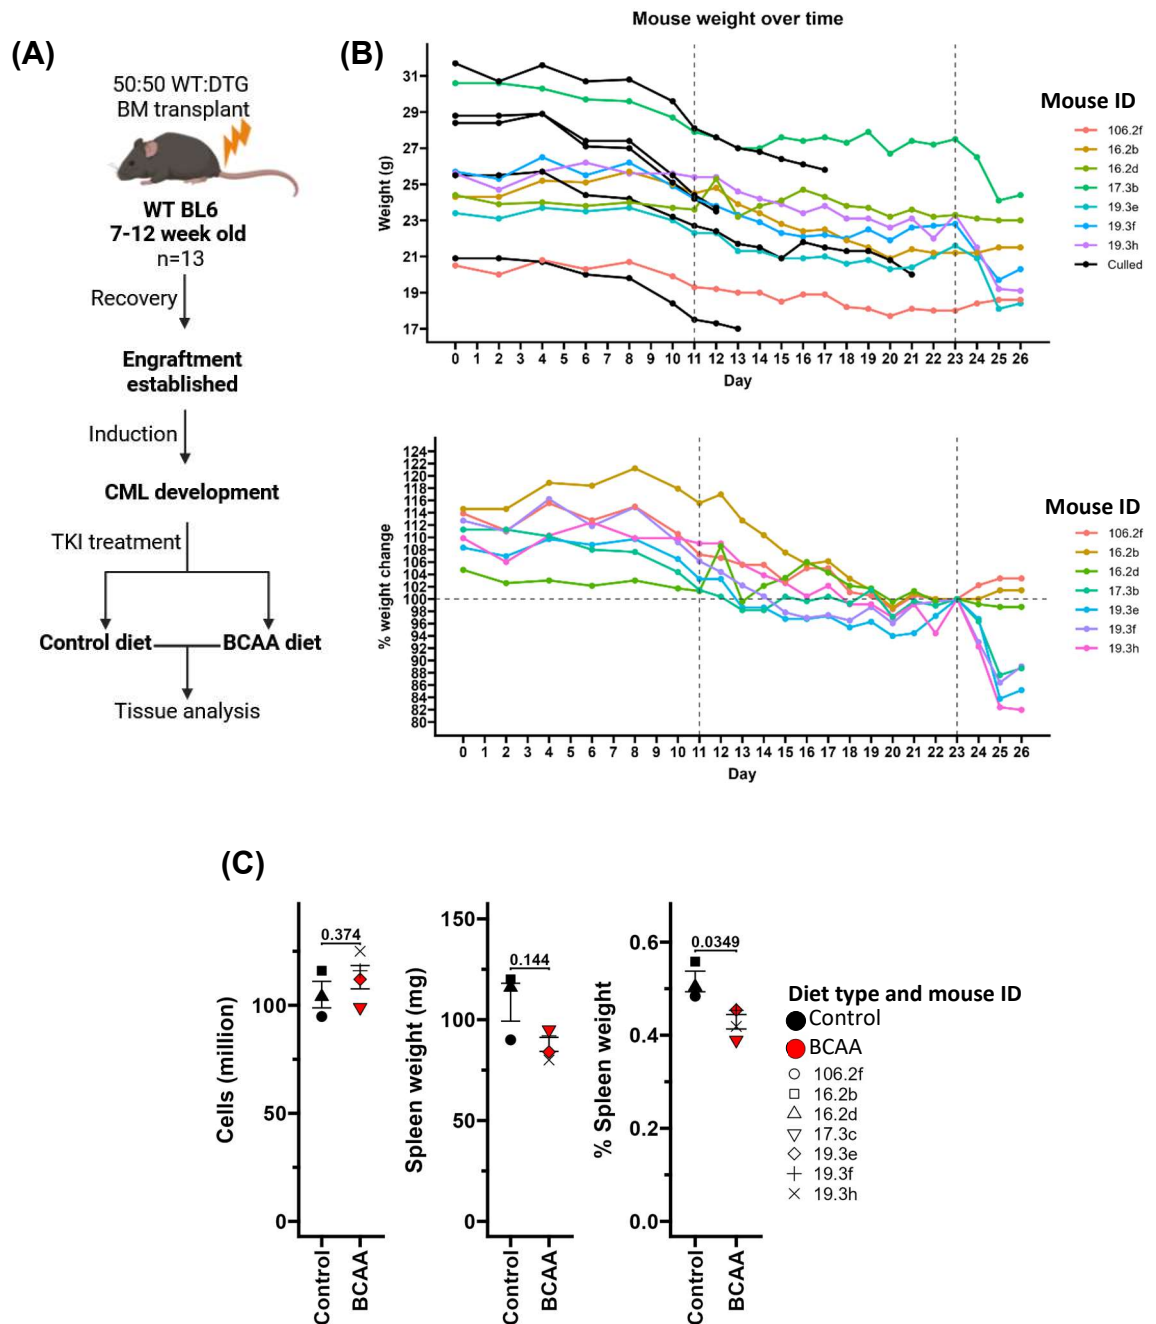 (A)
50:50 WT:DTG
BM transplant
WT BL6
7-12 week old
n=13
Recovery
Engraftment
established
Induction
CML development
TKI treatment
Control diet
BCAA diet
Tissue analysis
(B)
Mouse weight over time
Weight (g)
31
29
27
25
23
21
19
17
0 1 2 3 4 5 6 7 8 9 10 11 12 13 14 15 16 17 18 19 20 21 22 23 24 25 26
Day
Mouse ID
106.2f
16.2b
16.2d
17.3b
19.3e
19.3f
19.3h
Culled
% weight change
124
122
120
118
116
114
112
110
108
106
104
102
100
98
96
94
92
90
88
86
84
82
80
0 1 2 3 4 5 6 7 8 9 10 11 12 13 14 15 16 17 18 19 20 21 22 23 24 25 26
Day
Mouse ID
106.2f
16.2b
16.2d
17.3b
19.3e
19.3f
19.3h
(C)
Cells (million)
100
50
0
0.374
Control
BCAA
Spleen weight (mg)
150
100
50
0
0.144
Control
BCAA
% Spleen weight
0.6
0.4
0.2
0.0
0.0349
Control
BCAA
Diet type and mouse ID
Control
BCAA
106.2f
16.2b
16.2d
17.3c
19.3e
19.3f
19.3h